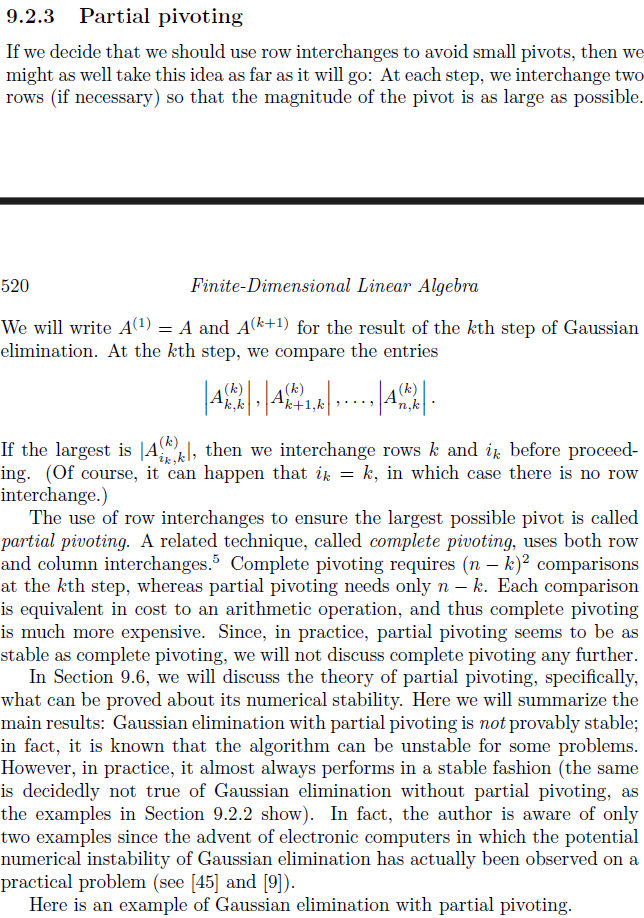 9.2.3 Partial pivoting
If we decide that we should use row interchanges to avoid small pivots, then we
might as well take this idea as far as it will go: At each step, we interchange two
rows (if necessary) so that the magnitude of the pivot is as large as possible.
520 Finite-Dimensional Linear Algebra
We will write A^(1) = A and A^(k+1) for the result of the kth step of Gaussian
elimination. At the kth step, we compare the entries
|A^(k)_{k,k}|, |A^(k)_{k+1,k}|, . . . , |A^(k)_{n,k}|.
If the largest is |A^(k)_{i_k,k}|, then we interchange rows k and i_k before proceed-
ing. (Of course, it can happen that i_k = k, in which case there is no row
interchange.)
The use of row interchanges to ensure the largest possible pivot is called
partial pivoting. A related technique, called complete pivoting, uses both row
and column interchanges.⁵ Complete pivoting requires (n − k)² comparisons
at the kth step, whereas partial pivoting needs only n − k. Each comparison
is equivalent in cost to an arithmetic operation, and thus complete pivoting
is much more expensive. Since, in practice, partial pivoting seems to be as
stable as complete pivoting, we will not discuss complete pivoting any further.
In Section 9.6, we will discuss the theory of partial pivoting, specifically,
what can be proved about its numerical stability. Here we will summarize the
main results: Gaussian elimination with partial pivoting is not provably stable;
in fact, it is known that the algorithm can be unstable for some problems.
However, in practice, it almost always performs in a stable fashion (the same
is decidedly not true of Gaussian elimination without partial pivoting, as
the examples in Section 9.2.2 show). In fact, the author is aware of only
two examples since the advent of electronic computers in which the potential
numerical instability of Gaussian elimination has actually been observed on a
practical problem (see [45] and [9]).
Here is an example of Gaussian elimination with partial pivoting.